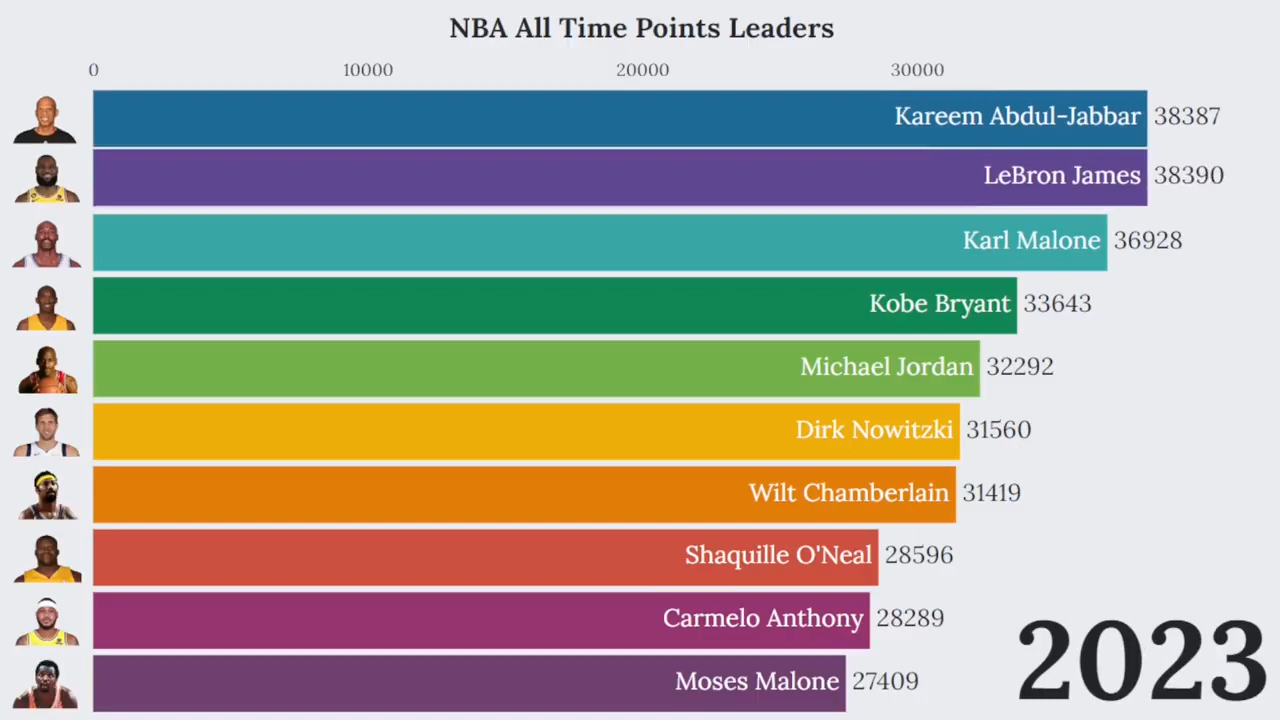 NBA All Time Points Leaders
0 10000 20000 30000
Kareem Abdul-Jabbar 38387
LeBron James 38390
Karl Malone 36928
Kobe Bryant 33643
Michael Jordan 32292
Dirk Nowitzki 31560
Wilt Chamberlain 31419
Shaquille O'Neal 28596
Carmelo Anthony 28289
Moses Malone 27409
2023